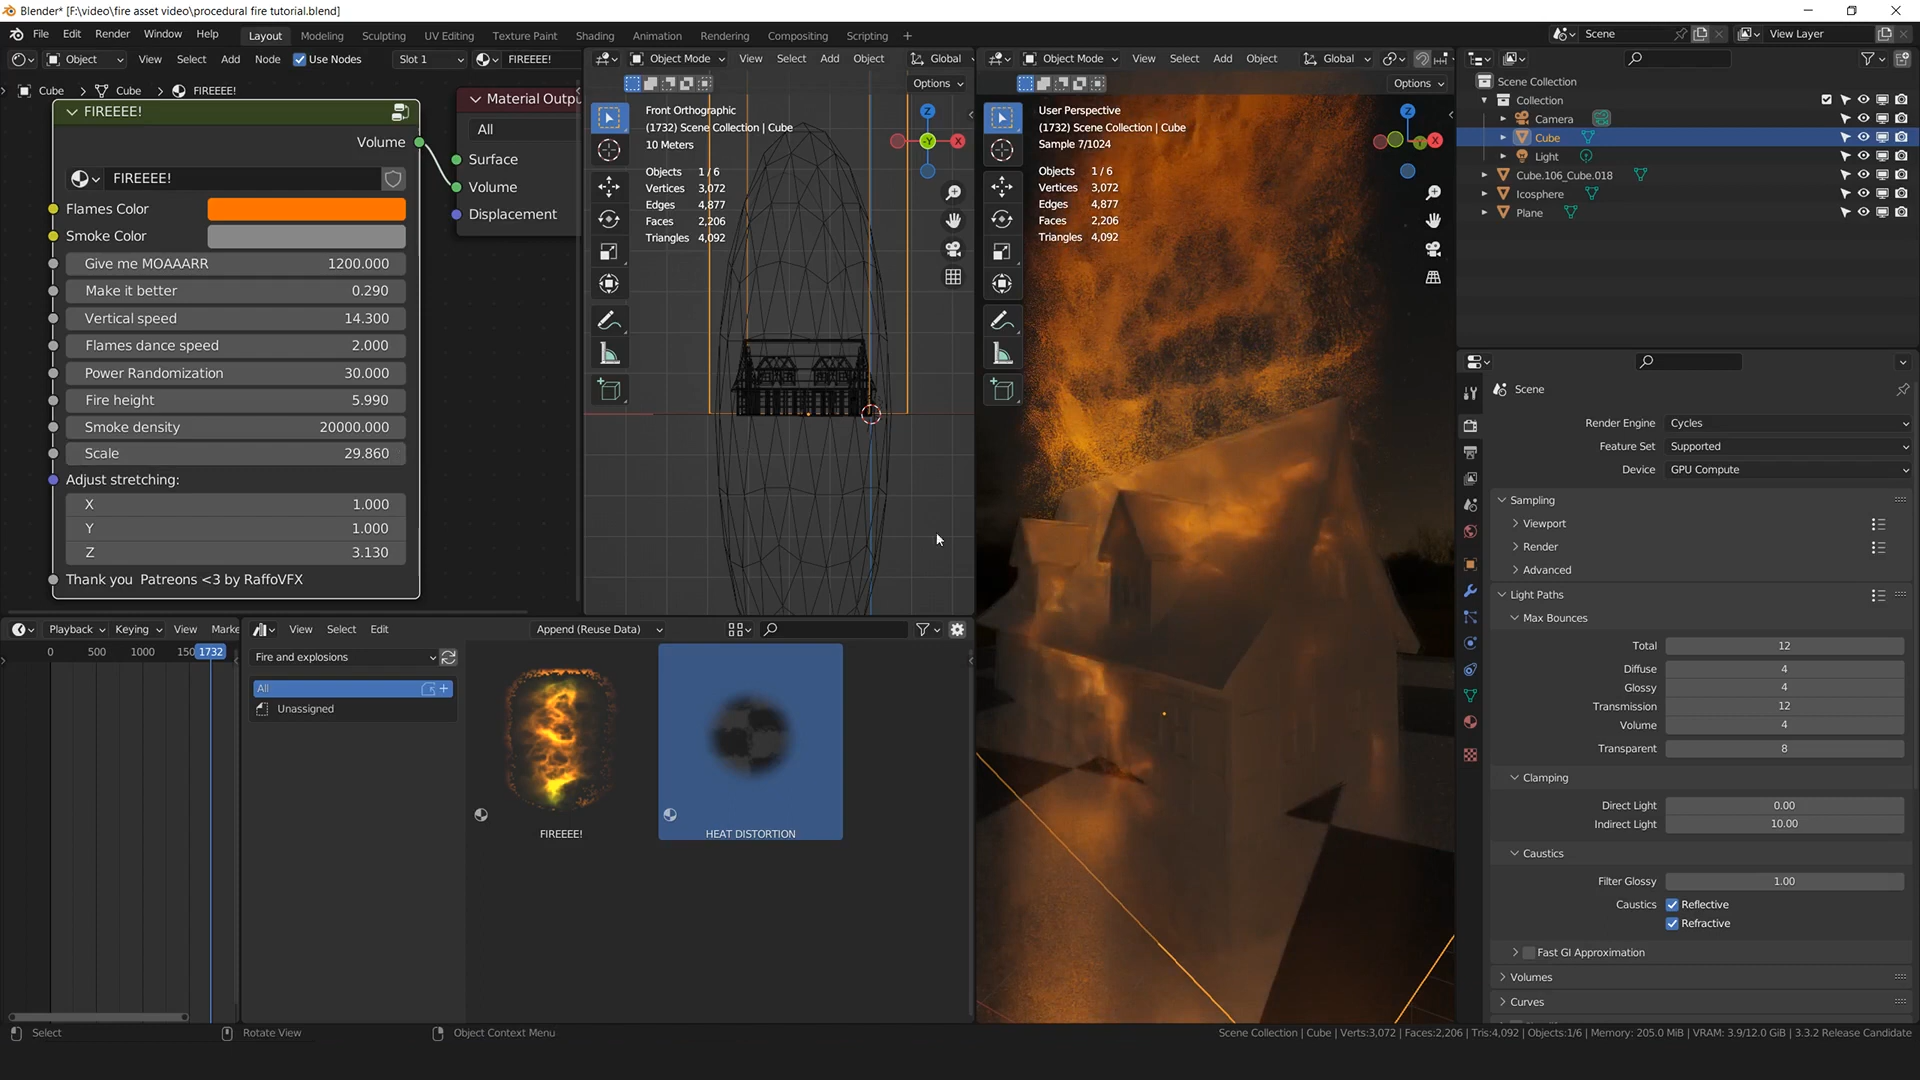 Blender* [F:\video\fire asset video\procedural fire tutorial.blend]
File Edit Render Window Help Layout Modeling Sculpting UV Editing Texture Paint Shading Animation Rendering Compositing Scripting + Scene View Layer
Object View Select Add Node Use Nodes Slot 1 FIREEEE!
Object Mode View Select Add Object Global
Object Mode View Select Add Object Global
Options
Options
Cube > Cube > FIREEEE!
FIREEEE!
Volume
FIREEEE!
Flames Color
Smoke Color
Give me MOAAARR 1200.000
Make it better 0.290
Vertical speed 14.300
Flames dance speed 2.000
Power Randomization 30.000
Fire height 5.990
Smoke density 20000.000
Scale 29.860
Adjust stretching:
X 1.000
Y 1.000
Z 3.130
Thank you Patreons <3 by RaffoVFX
Material Outpu
All
Surface
Volume
Displacement
Front Orthographic
(1732) Scene Collection | Cube
10 Meters
Objects 1 / 6
Vertices 3,072
Edges 4,877
Faces 2,206
Triangles 4,092
Z
Y
X
User Perspective
(1732) Scene Collection | Cube
Sample 7/1024
Objects 1 / 6
Vertices 3,072
Edges 4,877
Faces 2,206
Triangles 4,092
Z
Y
X
Scene Collection
Collection
Camera
Cube
Light
Cube.106_Cube.018
Icosphere
Plane
Scene
Render Engine Cycles
Feature Set Supported
Device GPU Compute
Sampling
Viewport
Render
Advanced
Light Paths
Max Bounces
Total 12
Diffuse 4
Glossy 4
Transmission 12
Volume 4
Transparent 8
Clamping
Direct Light 0.00
Indirect Light 10.00
Caustics
Filter Glossy 1.00
Caustics Reflective
Refractive
Fast GI Approximation
Volumes
Curves
Playback Keying View Marke
0 500 1000 150 1732
View Select Edit Append (Reuse Data)
Fire and explosions
All
Unassigned
FIREEEE!
HEAT DISTORTION
Select Rotate View Object Context Menu
Scene Collection | Cube | Verts:3,072 | Faces:2,206 | Tris:4,092 | Objects:1/6 | Memory: 205.0 MiB | VRAM: 3.9/12.0 GiB | 3.3.2 Release Candidate